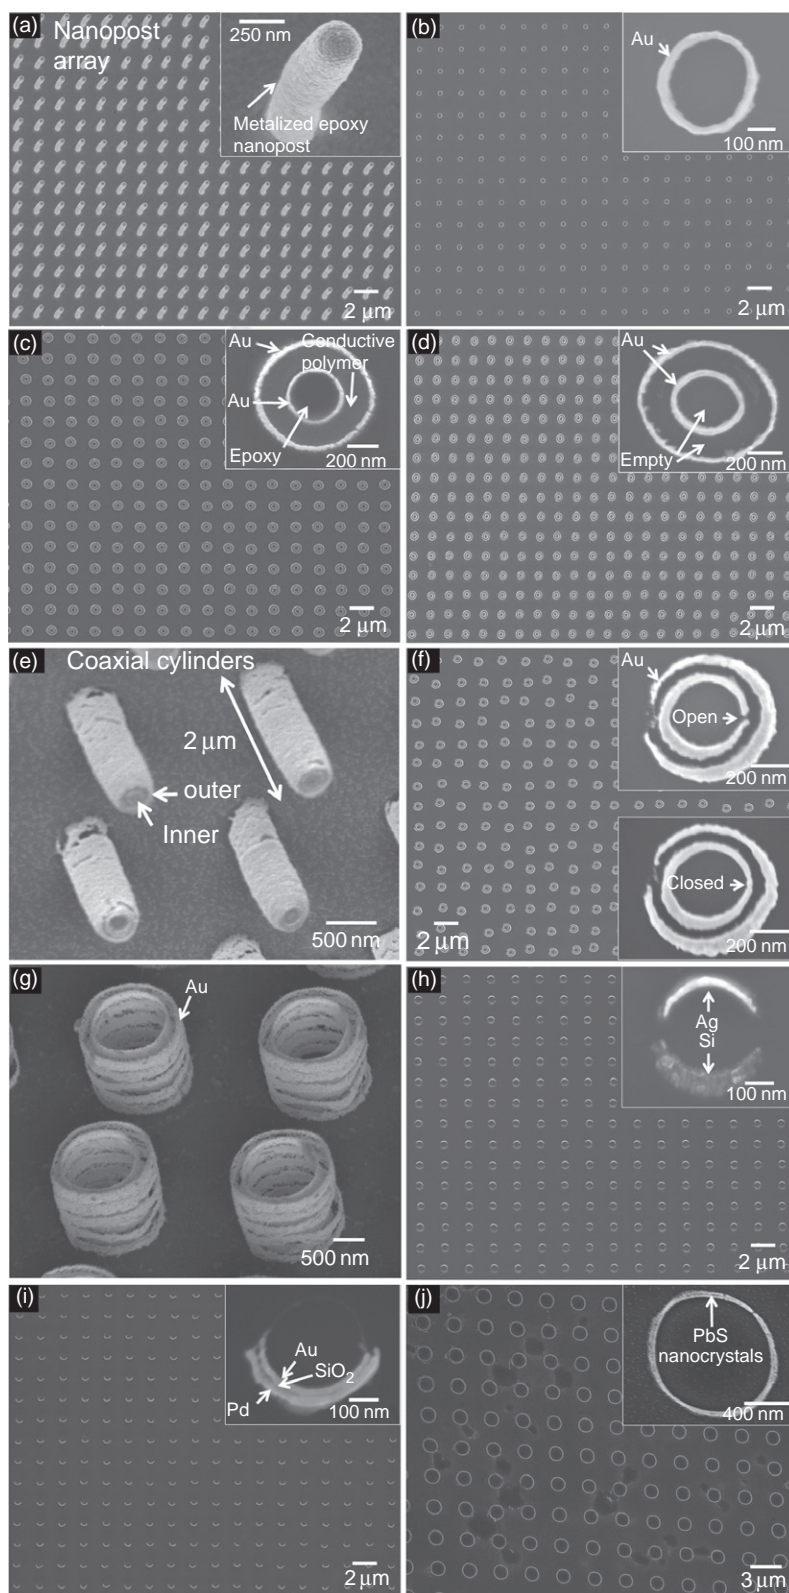 (a)
Nanopost
array
250 nm
Metalized epoxy
nanopost
2 μm
(b)
Au
100 nm
2 μm
(c)
Au
Conductive
polymer
Au
Epoxy
200 nm
2 μm
(d)
Au
Empty
200 nm
2 μm
(e)
Coaxial cylinders
2 μm
outer
Inner
500 nm
(f)
Au
Open
200 nm
Closed
200 nm
2 μm
(g)
Au
500 nm
(h)
Ag
Si
100 nm
2 μm
(i)
Au
SiO2
Pd
100 nm
2 μm
(j)
PbS
nanocrystals
400 nm
3 μm